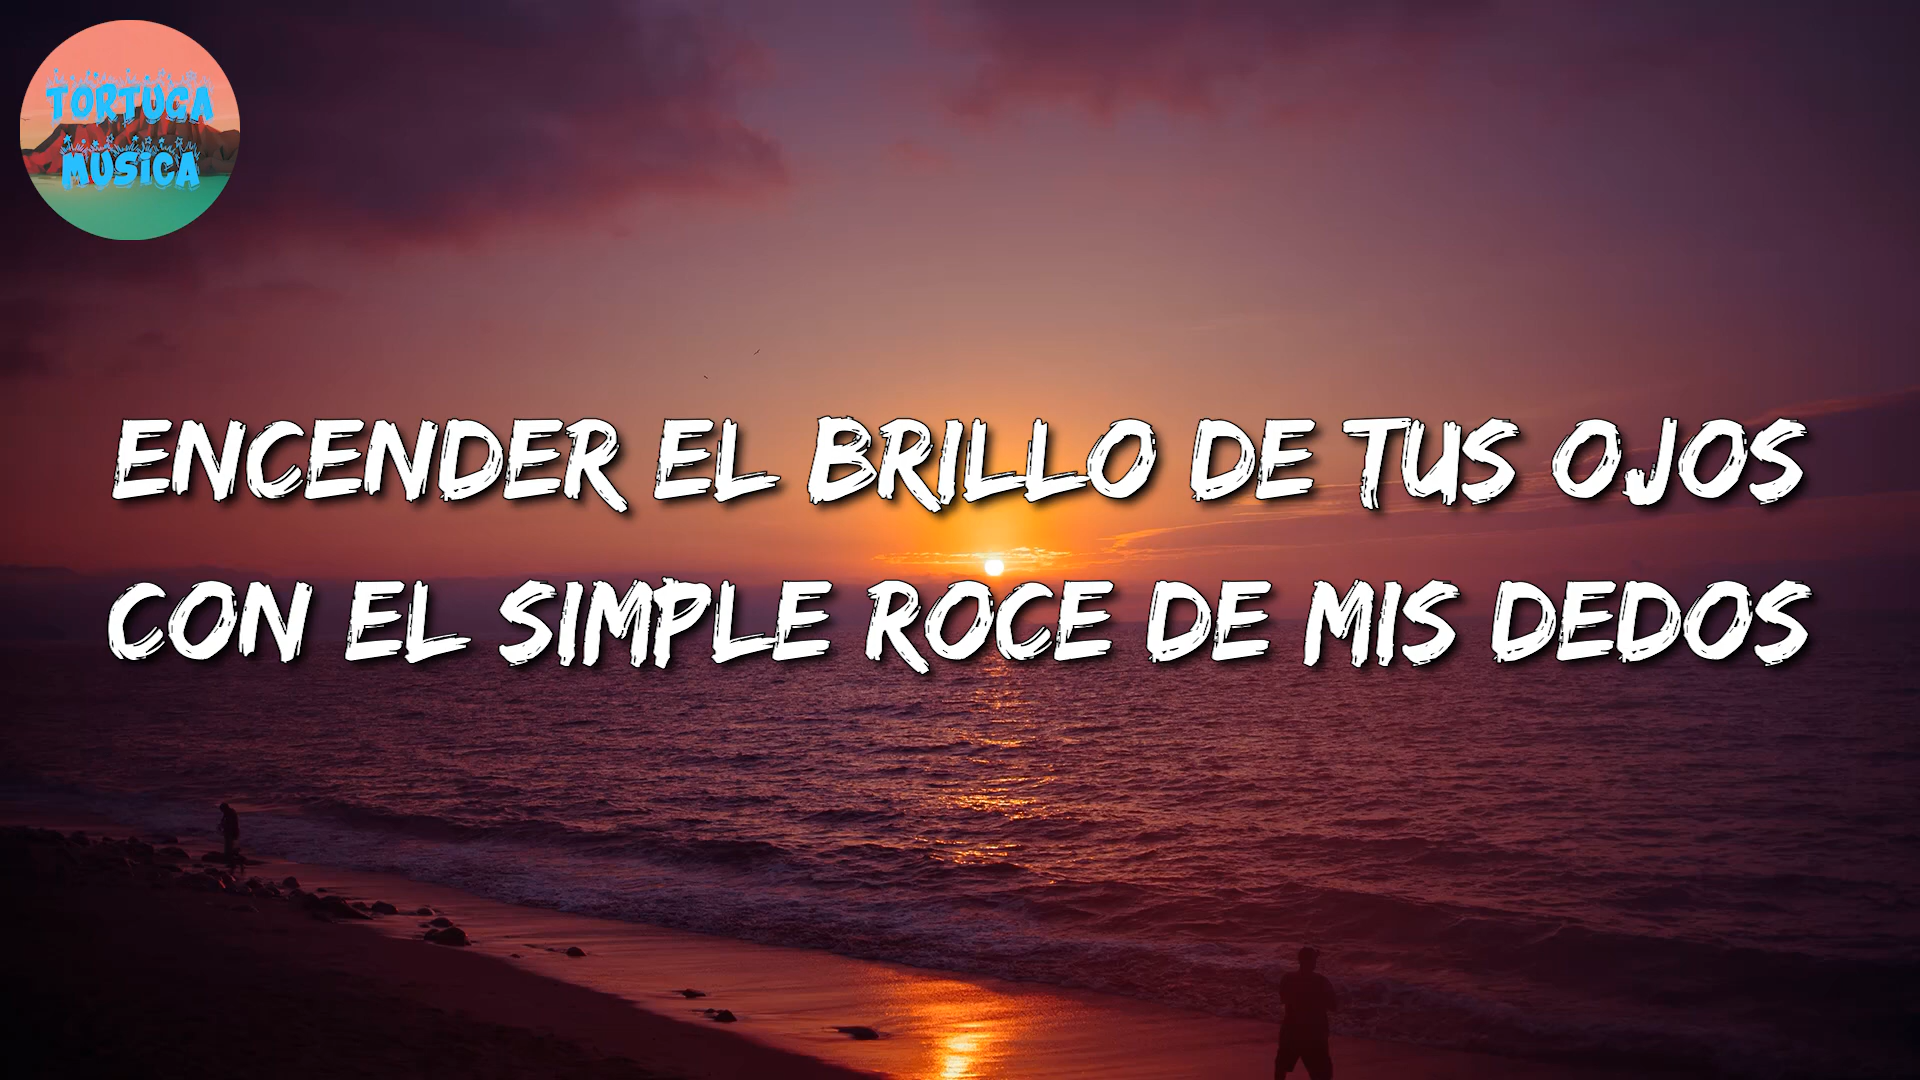 TORTUGA
MUSICA
ENCENDER EL BRILLO DE TUS OJOS
CON EL SIMPLE ROCE DE MIS DEDOS